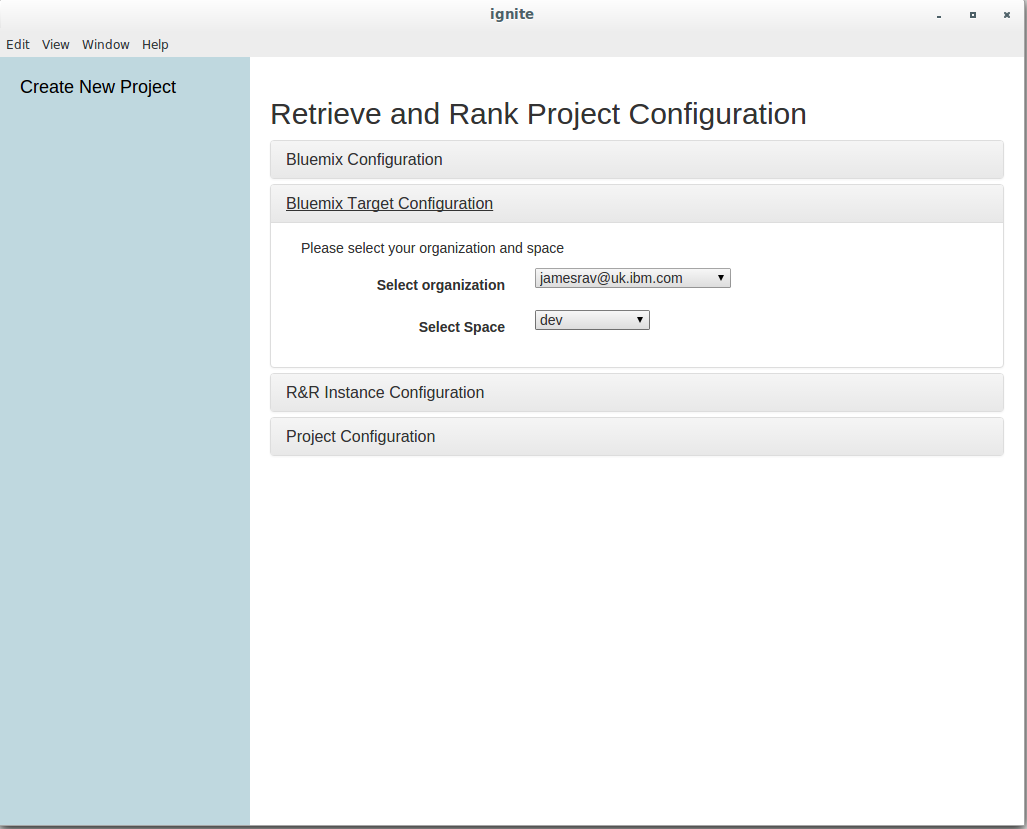 ignite
Edit View Window Help
Create New Project
Retrieve and Rank Project Configuration
Bluemix Configuration
Bluemix Target Configuration
Please select your organization and space
Select organization jamesrav@uk.ibm.com
Select Space dev
R&R Instance Configuration
Project Configuration